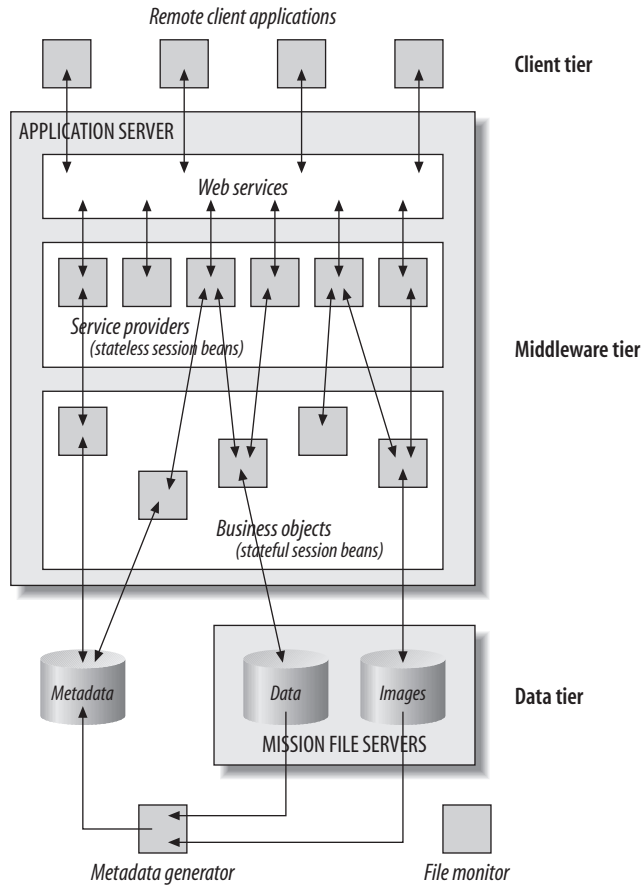 Remote client applications
Client tier
APPLICATION SERVER
Web services
Service providers
(stateless session beans)
Middleware tier
Business objects
(stateful session beans)
Metadata
Data
Images
Data tier
MISSION FILE SERVERS
Metadata generator
File monitor